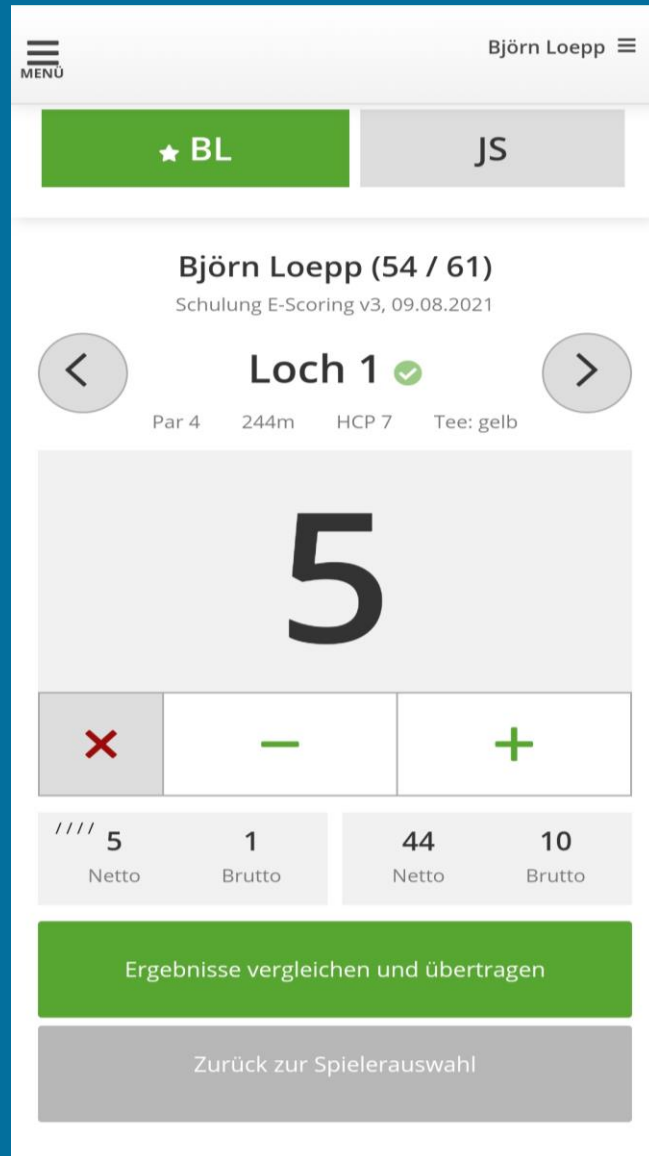 MENÜ
Björn Loepp
BL
JS
Björn Loepp (54 / 61)
Schulung E-Scoring v3, 09.08.2021
Loch 1
Par 4 244m HCP 7 Tee: gelb
5
//// 5 1 44 10
Netto Brutto Netto Brutto
Ergebnisse vergleichen und übertragen
Zurück zur Spielerauswahl